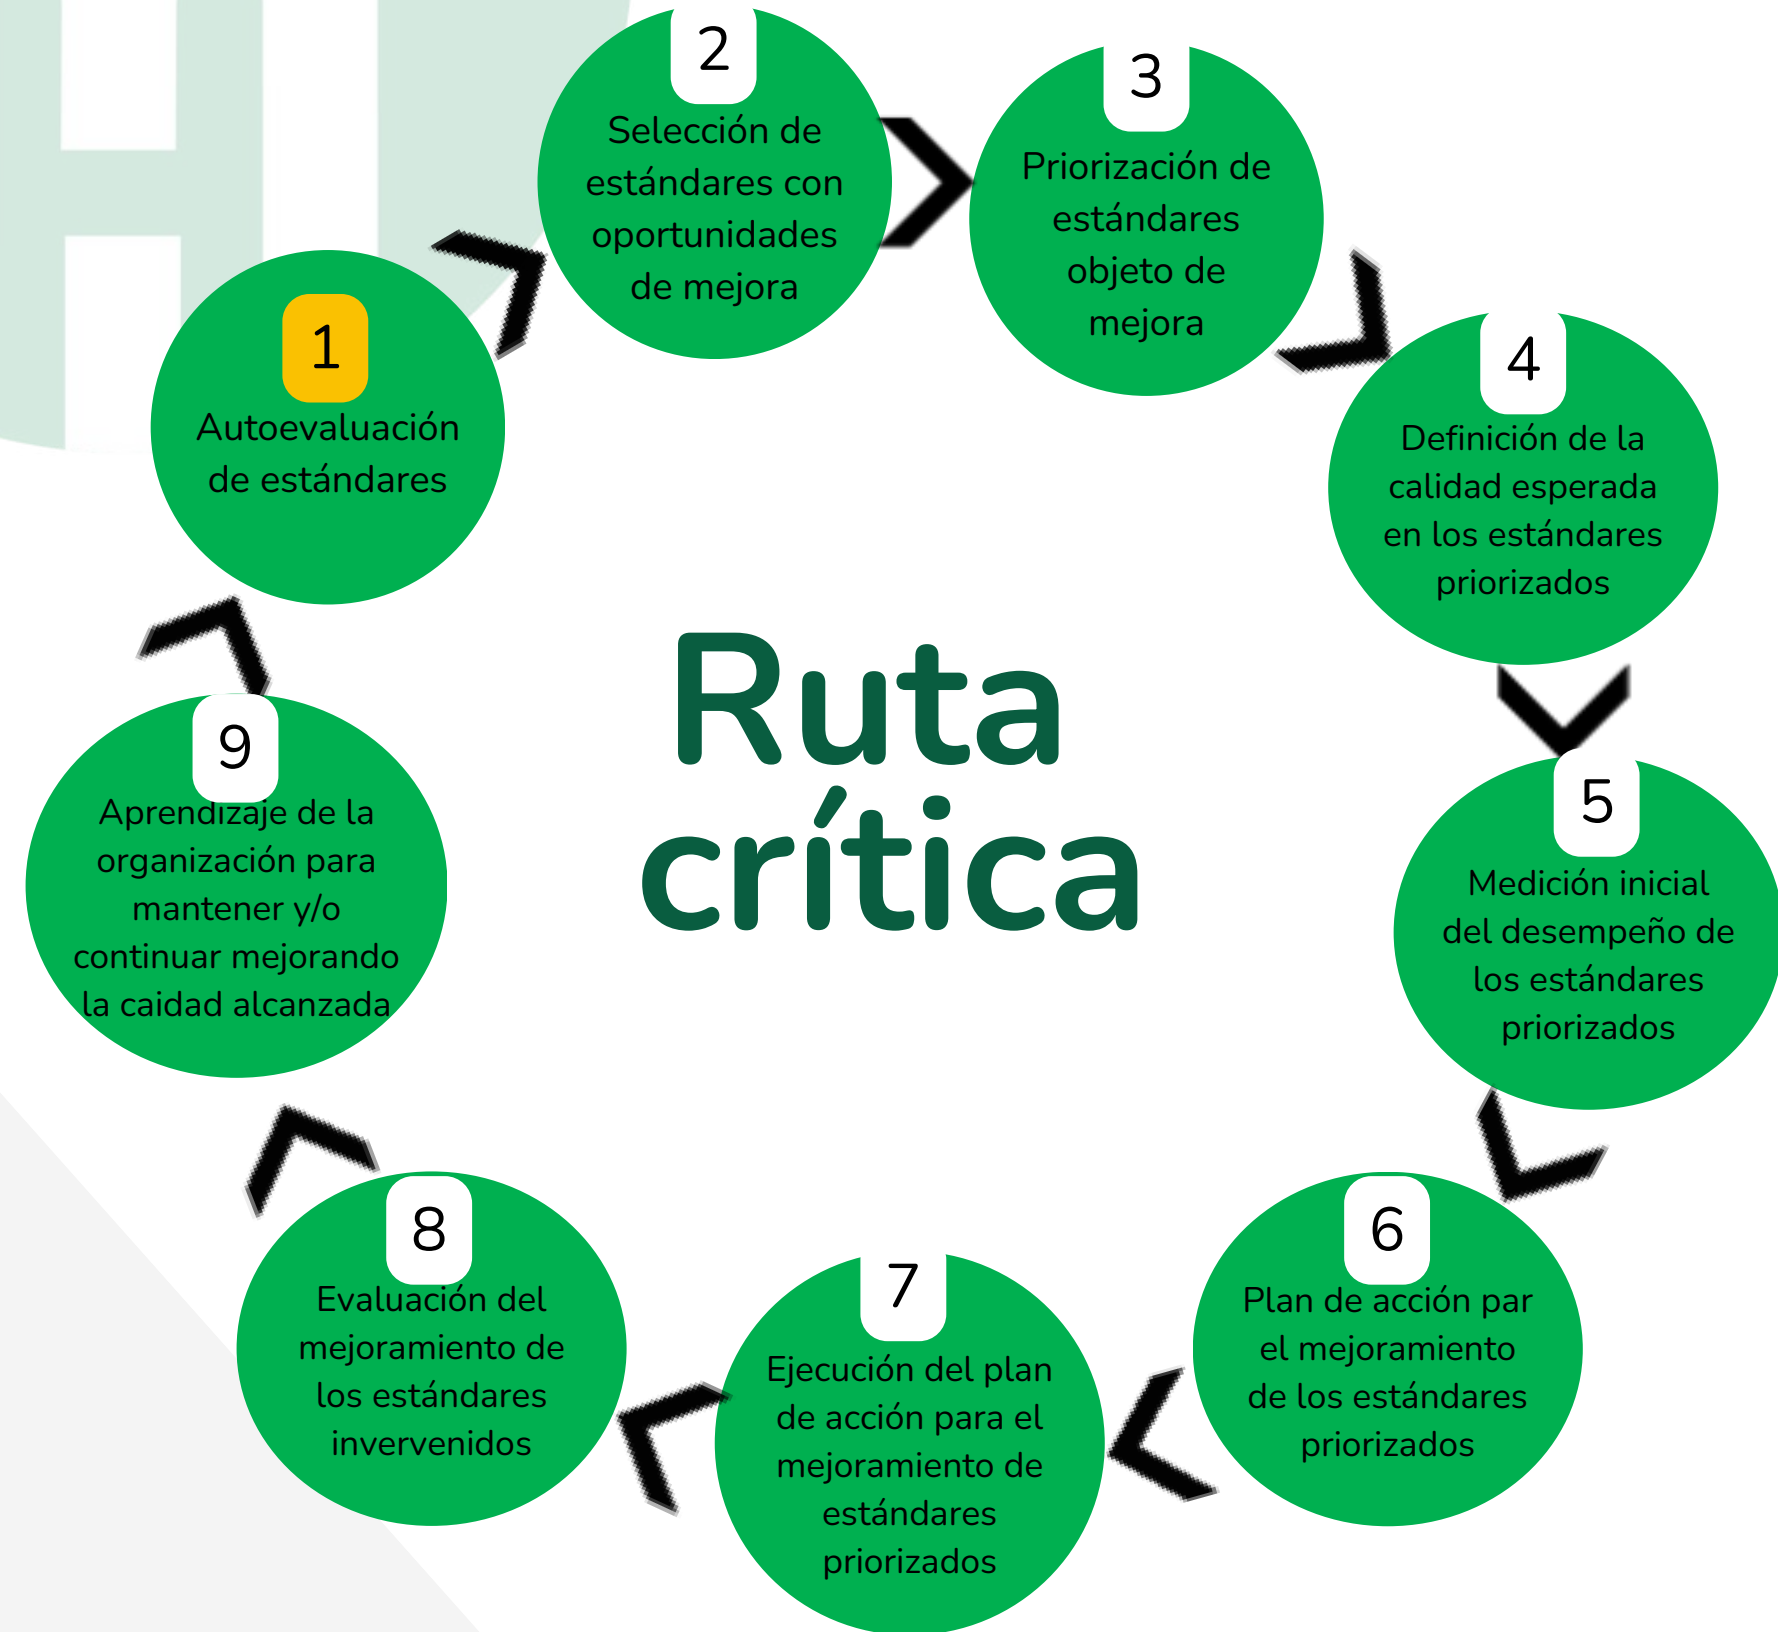 1
Autoevaluación
de estándares
2
Selección de
estándares con
oportunidades
de mejora
3
Priorización de
estándares
objeto de
mejora
4
Definición de la
calidad esperada
en los estándares
priorizados
5
Medición inicial
del desempeño de
los estándares
priorizados
6
Plan de acción par
el mejoramiento
de los estándares
priorizados
7
Ejecución del plan
de acción para el
mejoramiento de
estándares
priorizados
8
Evaluación del
mejoramiento de
los estándares
invervenidos
9
Aprendizaje de la
organización para
mantener y/o
continuar mejorando
la caidad alcanzada
Ruta
crítica